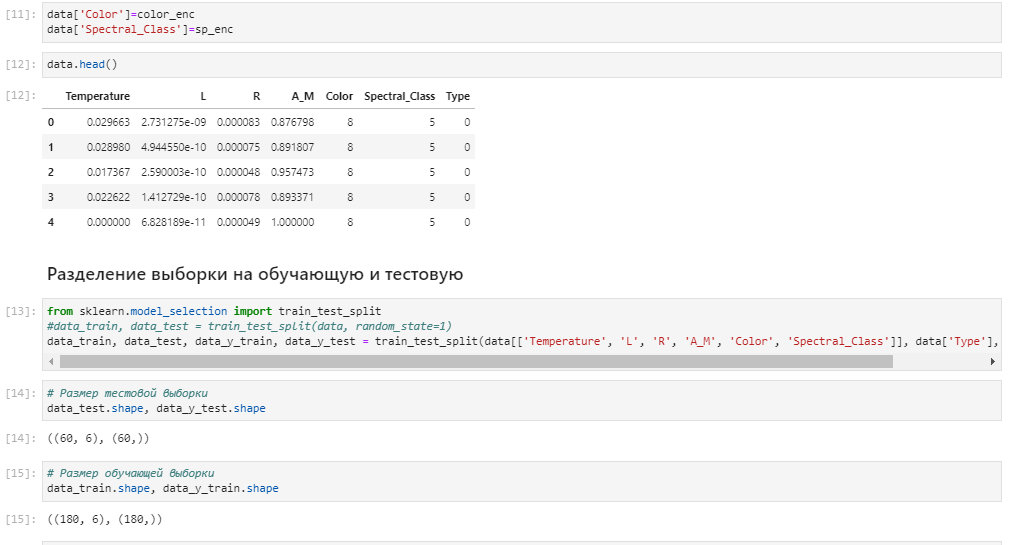 [11]: data['Color']=color_enc
data['Spectral_Class']=sp_enc
[12]: data.head()
[12]: Temperature L R A_M Color Spectral_Class Type
0 0.029663 2.731275e-09 0.000083 0.876798 8 5 0
1 0.028980 4.944550e-10 0.000075 0.891807 8 5 0
2 0.017367 2.590003e-10 0.000048 0.957473 8 5 0
3 0.022622 1.412729e-10 0.000078 0.893371 8 5 0
4 0.000000 6.828189e-11 0.000049 1.000000 8 5 0
Разделение выборки на обучающую и тестовую
[13]: from sklearn.model_selection import train_test_split
#data_train, data_test = train_test_split(data, random_state=1)
data_train, data_test, data_y_train, data_y_test = train_test_split(data[['Temperature', 'L', 'R', 'A_M', 'Color', 'Spectral_Class']], data['Type'],
[14]: # Размер тестовой выборки
data_test.shape, data_y_test.shape
[14]: ((60, 6), (60,))
[15]: # Размер обучающей выборки
data_train.shape, data_y_train.shape
[15]: ((180, 6), (180,))